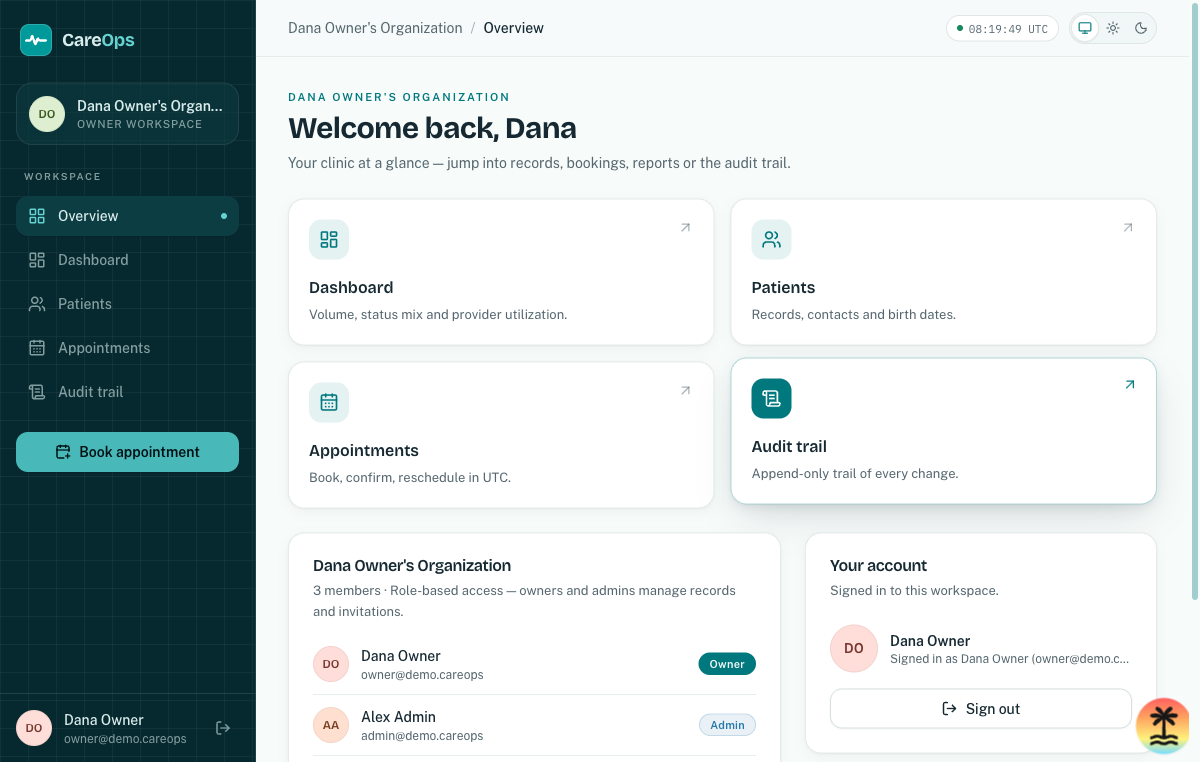 CareOps
DO
Dana Owner's Organ...
OWNER WORKSPACE
WORKSPACE
Overview
Dashboard
Patients
Appointments
Audit trail
Book appointment
DO
Dana Owner
owner@demo.careops
Dana Owner's Organization / Overview
08:19:49 UTC
DANA OWNER'S ORGANIZATION
Welcome back, Dana
Your clinic at a glance — jump into records, bookings, reports or the audit trail.
Dashboard
Volume, status mix and provider utilization.
Patients
Records, contacts and birth dates.
Appointments
Book, confirm, reschedule in UTC.
Audit trail
Append-only trail of every change.
Dana Owner's Organization
3 members · Role-based access — owners and admins manage records
and invitations.
DO
Dana Owner
owner@demo.careops
Owner
AA
Alex Admin
admin@demo.careops
Admin
Your account
Signed in to this workspace.
DO
Dana Owner
Signed in as Dana Owner (owner@demo.c...
Sign out